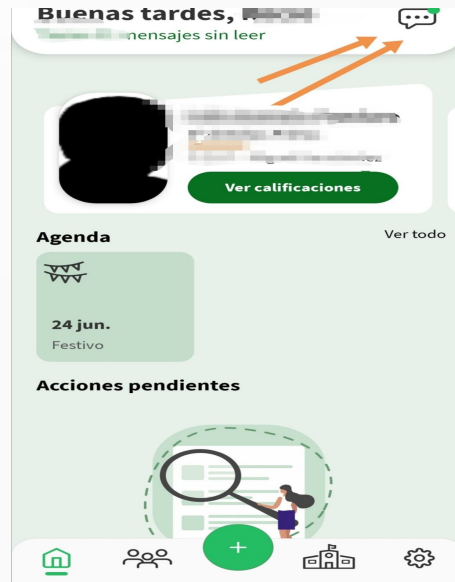 Buenas tardes,
mensajes sin leer
Ver calificaciones
Agenda
Ver todo
24 jun.
Festivo
Acciones pendientes